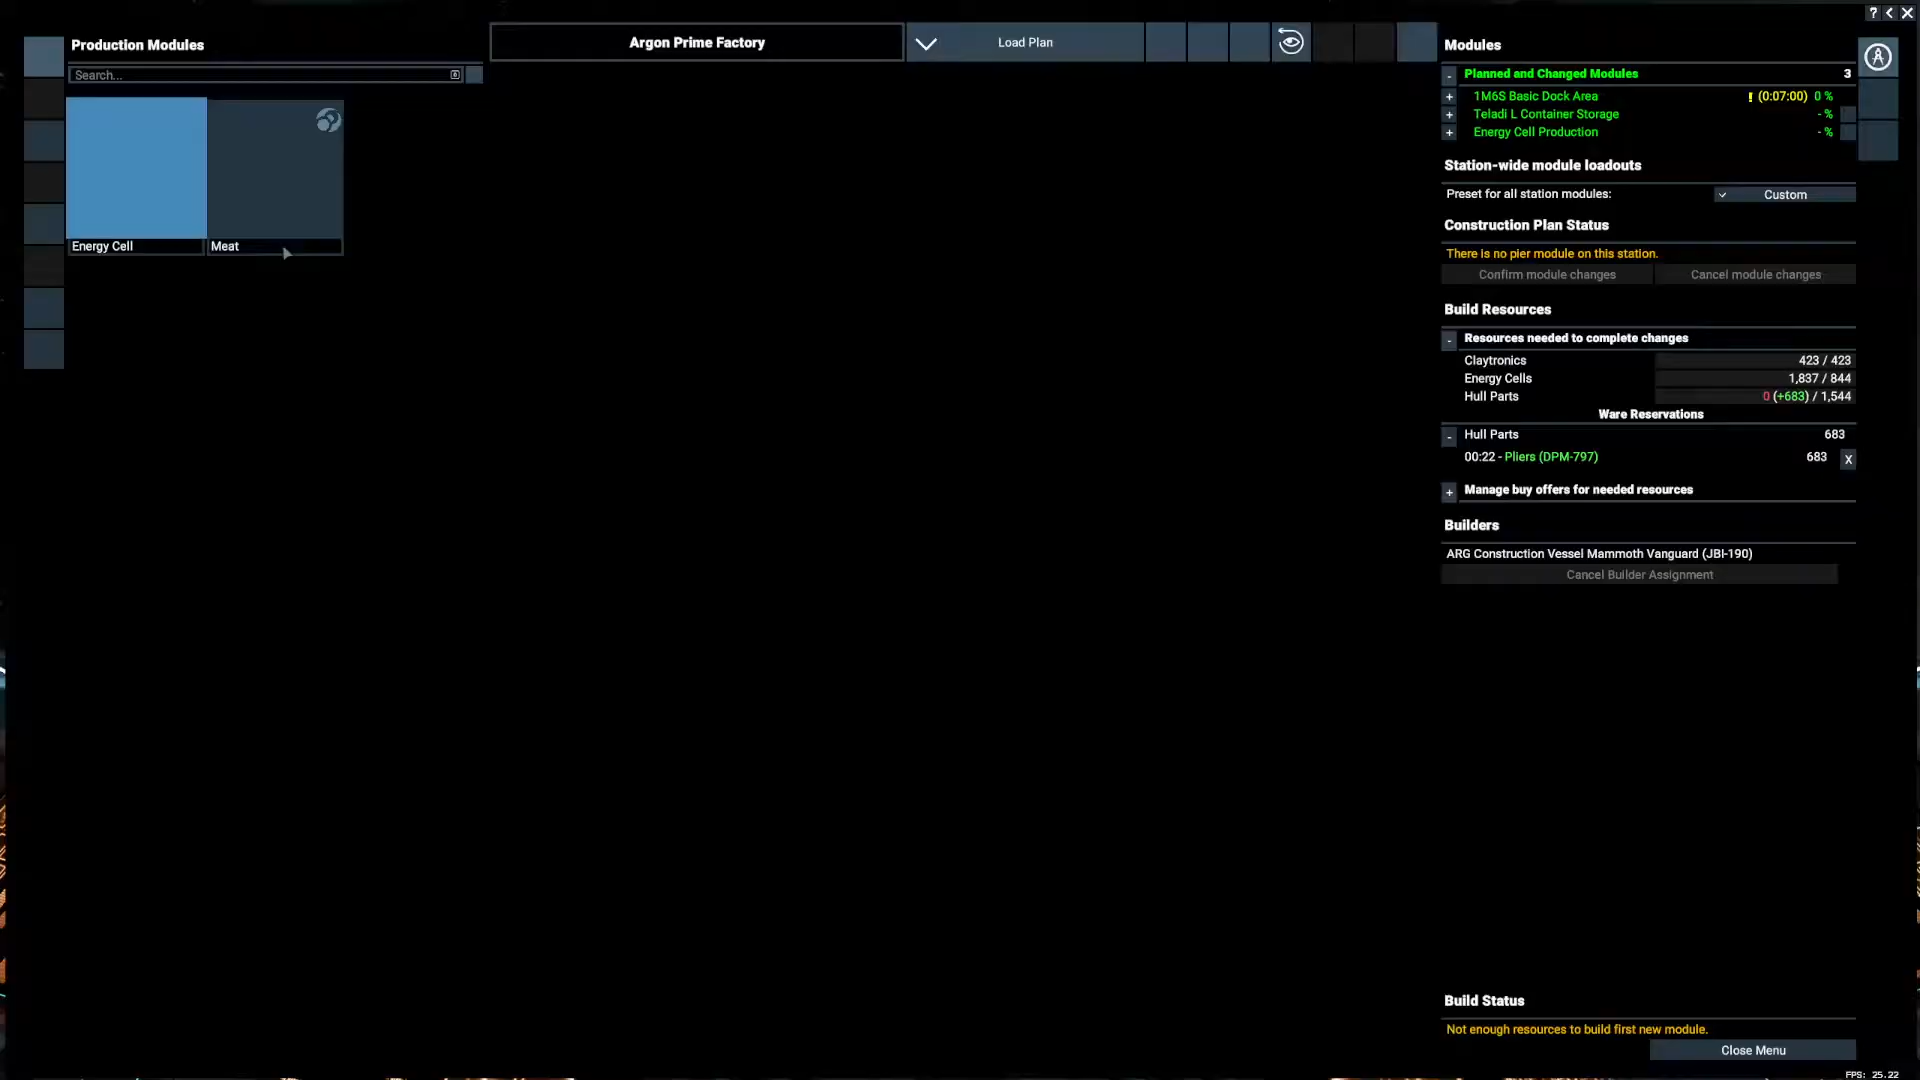 Production Modules
Search...
Energy Cell
Meat
Argon Prime Factory
Load Plan
? < X
Modules
- Planned and Changed Modules 3
+ 1M6S Basic Dock Area ! (0:07:00) 0 %
+ Teladi L Container Storage - %
+ Energy Cell Production - %
Station-wide module loadouts
Preset for all station modules: Custom
Construction Plan Status
There is no pier module on this station.
Confirm module changes Cancel module changes
Build Resources
- Resources needed to complete changes
Claytronics 423 / 423
Energy Cells 1,837 / 844
Hull Parts 0 (+683) / 1,544
Ware Reservations
- Hull Parts 683
00:22 - Pliers (DPM-797) 683 X
+ Manage buy offers for needed resources
Builders
ARG Construction Vessel Mammoth Vanguard (JBI-190)
Cancel Builder Assignment
Build Status
Not enough resources to build first new module.
Close Menu
FPS: 25.22